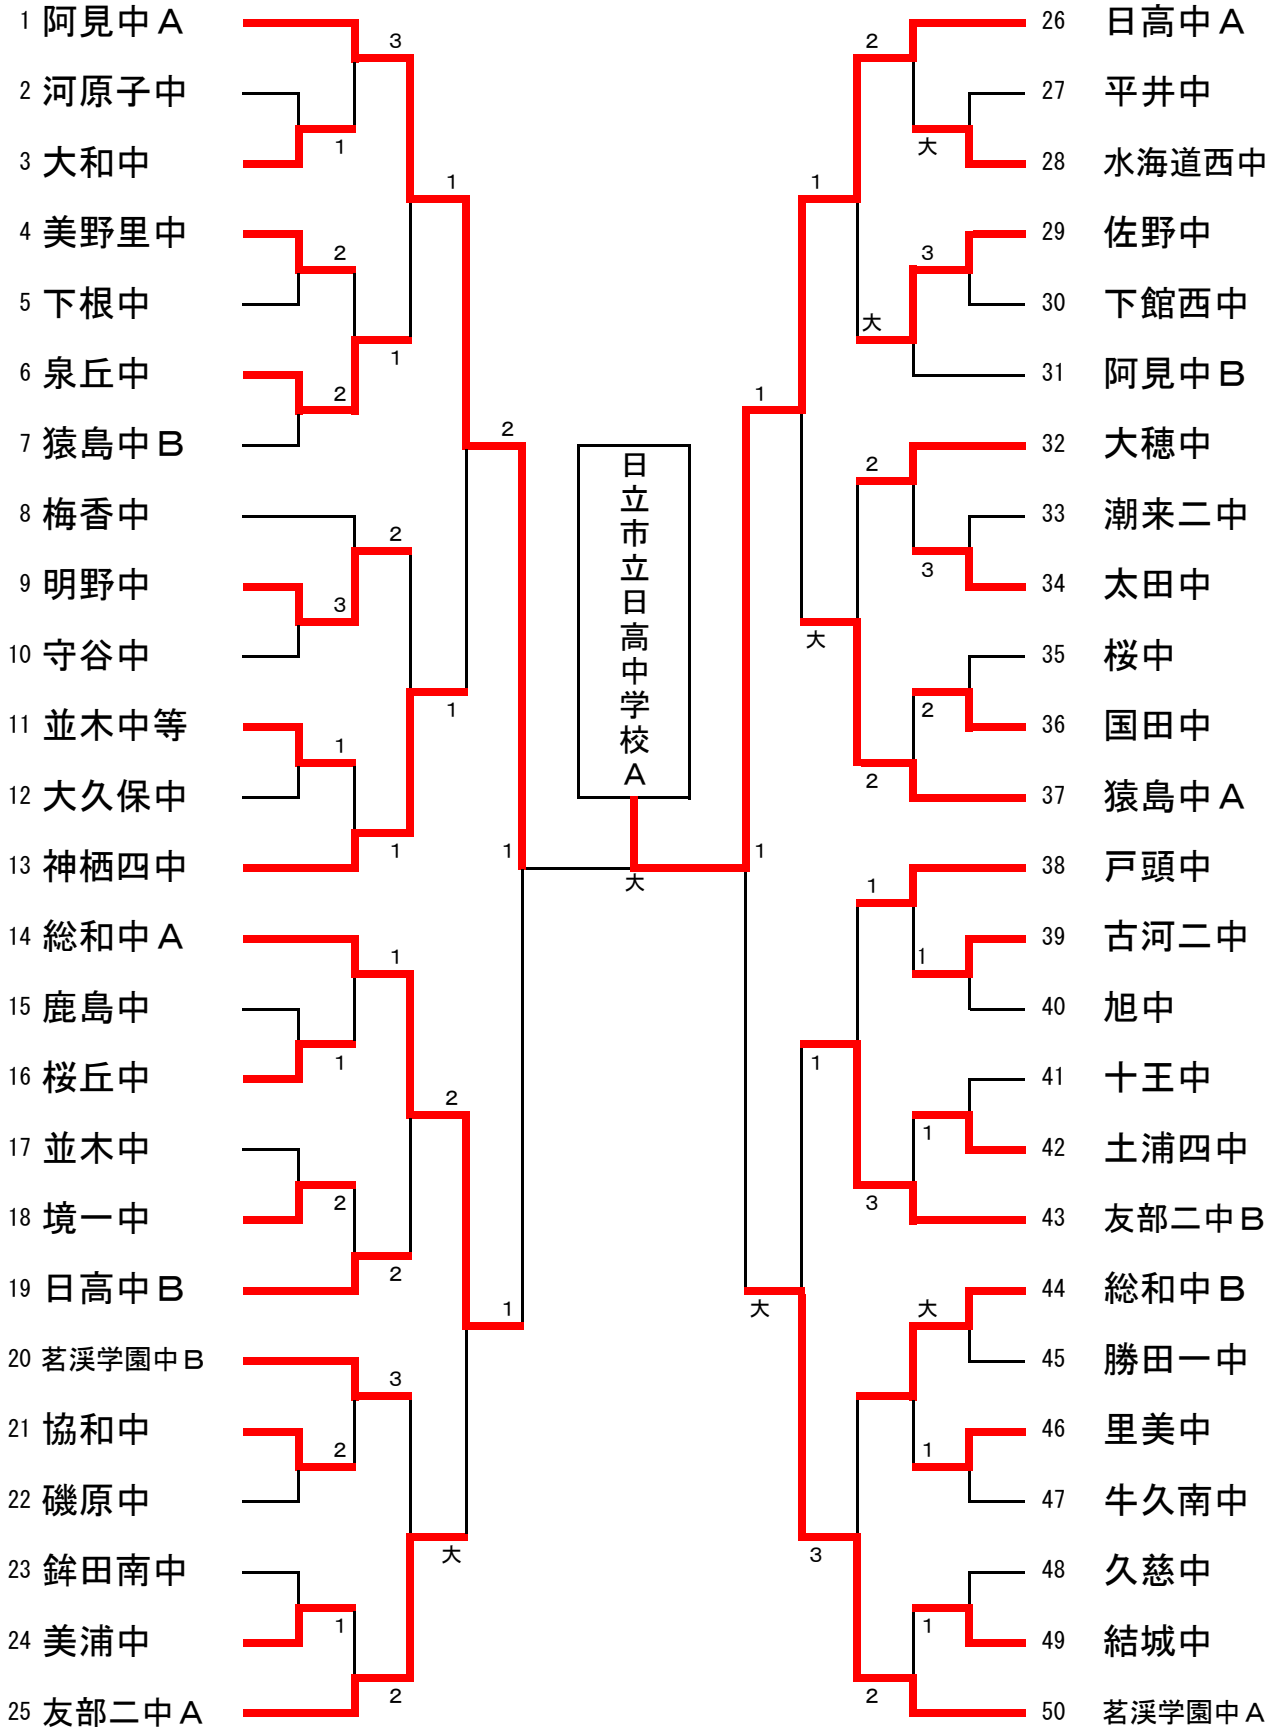 1 阿見中A
2 河原子中
3 大和中
4 美野里中
5 下根中
6 泉丘中
7 猿島中B
8 梅香中
9 明野中
10 守谷中
11 並木中等
12 大久保中
13 神栖四中
14 総和中A
15 鹿島中
16 桜丘中
17 並木中
18 境一中
19 日高中B
20 茗渓学園中B
21 協和中
22 磯原中
23 鉾田南中
24 美浦中
25 友部二中A
3
1
2
2
1
1
2
3
1
1
1
2
1
1
2
2
1
3
2
1
2
2
大
1
1
日立市立日高中学校A
大
1
1
大
2
大
3
大
1
2
3
2
2
大
1
1
1
3
1
大
1
1
2
3
26 日高中A
27 平井中
28 水海道西中
29 佐野中
30 下館西中
31 阿見中B
32 大穂中
33 潮来二中
34 太田中
35 桜中
36 国田中
37 猿島中A
38 戸頭中
39 古河二中
40 旭中
41 十王中
42 土浦四中
43 友部二中B
44 総和中B
45 勝田一中
46 里美中
47 牛久南中
48 久慈中
49 結城中
50 茗渓学園中A